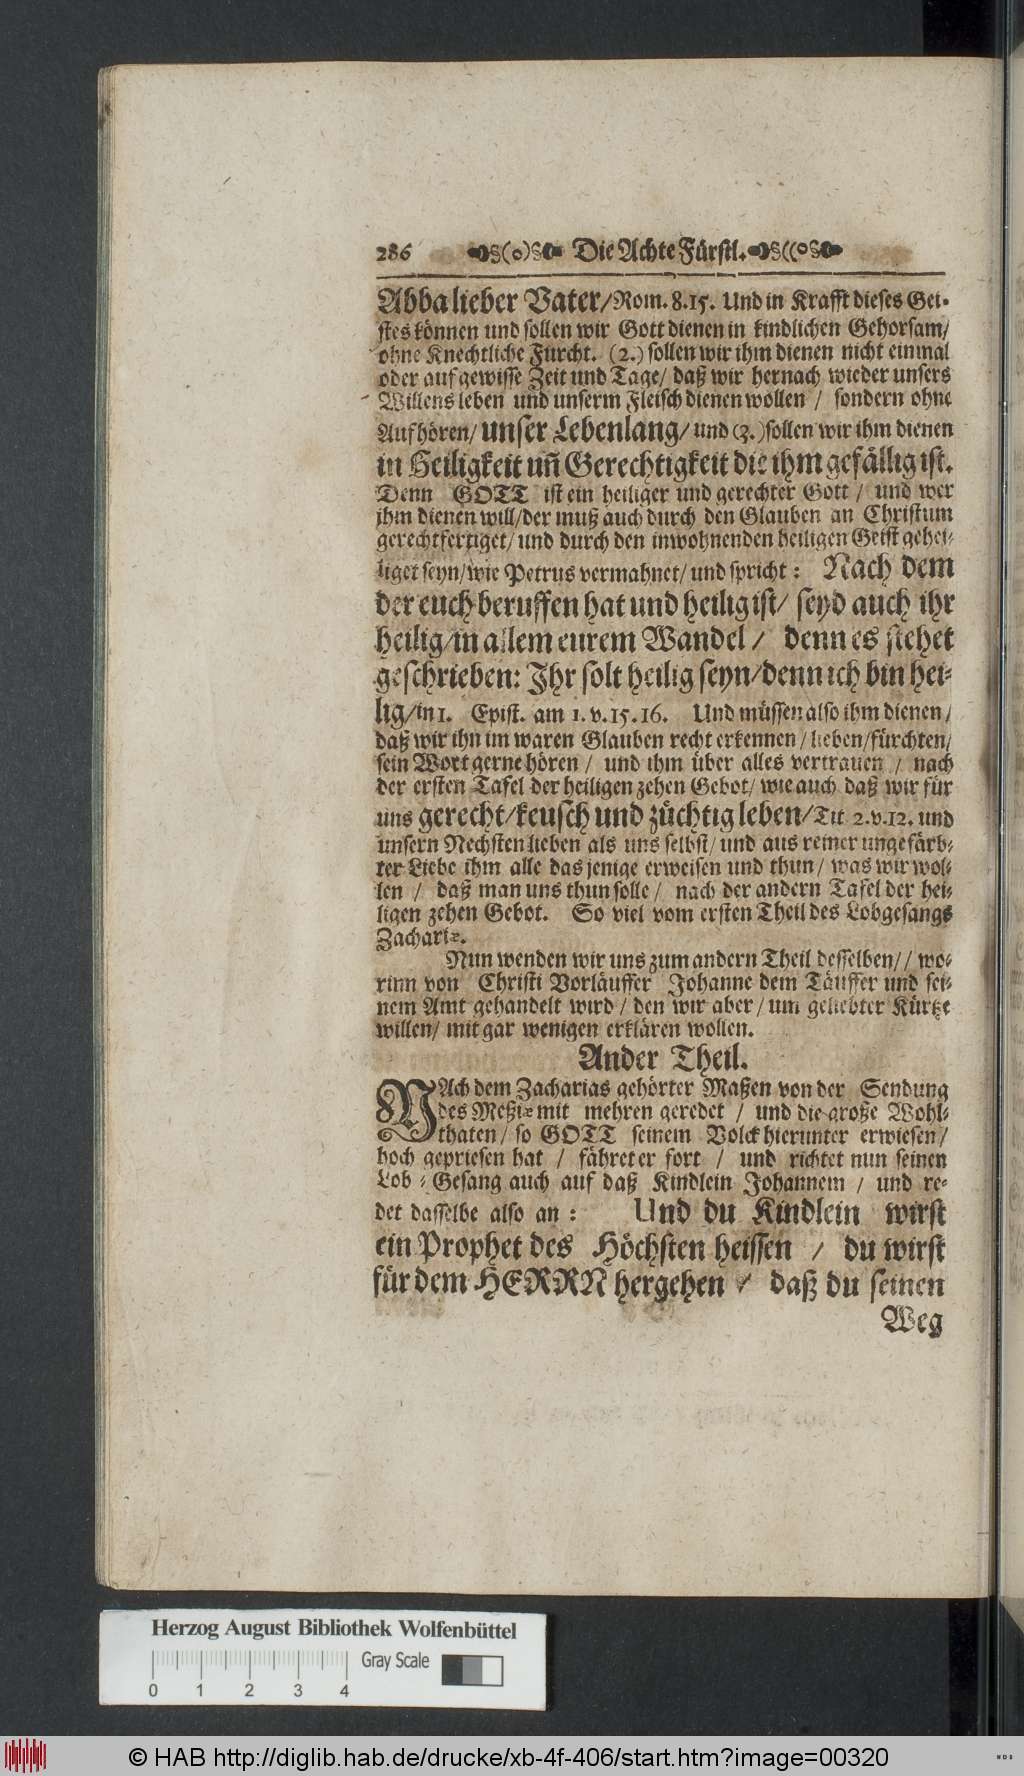 286 §(o)§ Die Achte Fürstl. §((o§
Abba lieber Vater/ Rom. 8. 15. Und in Krafft dieses Gei-
stes können und sollen wir Gott dienen in kindlichen Gehorsam/
ohne Knechtliche Furcht. (2.) sollen wir ihm dienen nicht einmal
oder auf gewisse Zeit und Tage/ daß wir hernach wieder unsers
Willens leben und unserm Fleisch dienen wollen / sondern ohne
Aufhören/ unser Lebenlang/ und (3.) sollen wir ihm dienen
in Heiligkeit uñ Gerechtigkeit die ihm gefällig ist.
Denn GOTT ist ein heiliger und gerechter Gott / und wer
ihm dienen will/ der muß auch durch den Glauben an Christum
gerechtfertiget/ und durch den inwohnenden heiligen Geist gehei-
liget seyn/ wie Petrus vermahnet/ und spricht: Nach dem
der euch beruffen hat und heilig ist/ seyd auch ihr
heilig/ in allem eurem Wandel / denn es stehet
geschrieben: Ihr solt heilig seyn/ denn ich bin hei-
lig/ in 1. Epist. am 1. v. 15. 16. Und müssen also ihm dienen/
daß wir ihn im waren Glauben recht erkennen/ lieben/ fürchten/
sein Wort gerne hören / und ihm über alles vertrauen / nach
der ersten Tafel der heiligen zehen Gebot/ wie auch daß wir für
uns gerecht/ keusch und züchtig leben/ Tit 2. v. 12. und
unsern Nechsten lieben als uns selbst/ und aus reiner ungefärb-
ter Liebe ihm alle das jenige erweisen und thun/ was wir wol-
len / daß man uns thun solle / nach der andern Tafel der hei-
ligen zehen Gebot. So viel vom ersten Theil des Lobgesangs
Zachariæ.
Nun wenden wir uns zum andern Theil desselben/ / wo-
rinn von Christi Vorläuffer Johanne dem Täuffer und sei-
nem Amt gehandelt wird / den wir aber / um geliebter Kürtze
willen/ mit gar wenigen erklären wollen.
Ander Theil.
NAch dem Zacharias gehörter Maßen von der Sendung
des Meßiæ mit mehren geredet / und die große Wohl-
thaten/ so GOTT seinem Volck hierunter erwiesen/
hoch gepriesen hat / fähret er fort / und richtet nun seinen
Lob-Gesang auch auf daß Kindlein Johannem / und re-
det dasselbe also an: Und du Kindlein wirst
ein Prophet des Höchsten heissen / du wirst
für dem HERRN hergehen / daß du seinen
Weg
Herzog August Bibliothek Wolfenbüttel
Gray Scale
0 1 2 3 4
© HAB http://diglib.hab.de/drucke/xb-4f-406/start.htm?image=00320